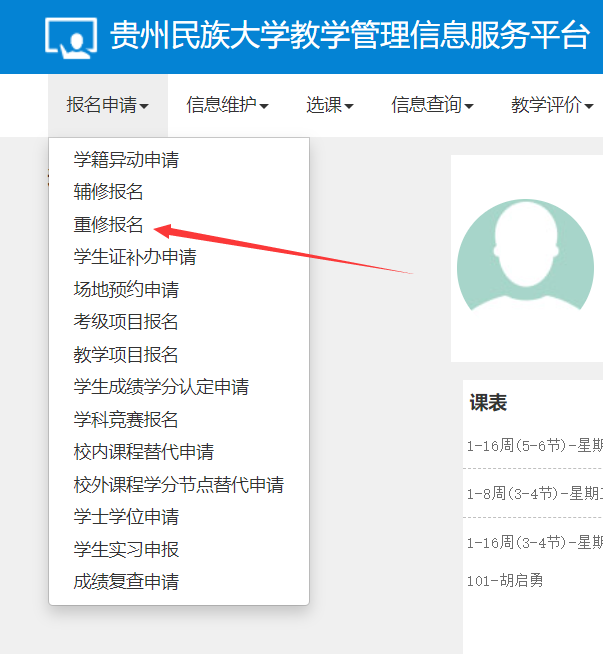 贵州民族大学教学管理信息服务平台
报名申请 信息维护 选课 信息查询 教学评价
学籍异动申请
辅修报名
重修报名
学生证补办申请
场地预约申请
考级项目报名
教学项目报名
学生成绩学分认定申请
学科竞赛报名
校内课程替代申请
校外课程学分节点替代申请
学士学位申请
学生实习申报
成绩复查申请
课表
1-16周(5-6节)-星期
1-8周(3-4节)-星期
1-16周(3-4节)-星期
101-胡启勇